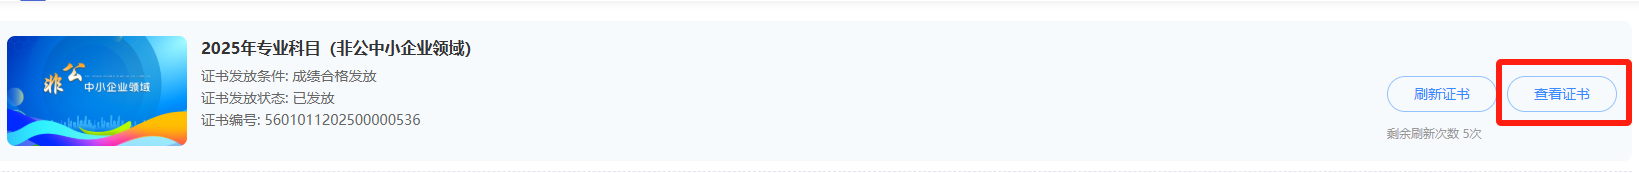 2025年专业科目（非公中小企业领域）
非公
中小企业领域
证书发放条件: 成绩合格发放
证书发放状态: 已发放
证书编号: 5601011202500000536
刷新证书
查看证书
剩余刷新次数 5次